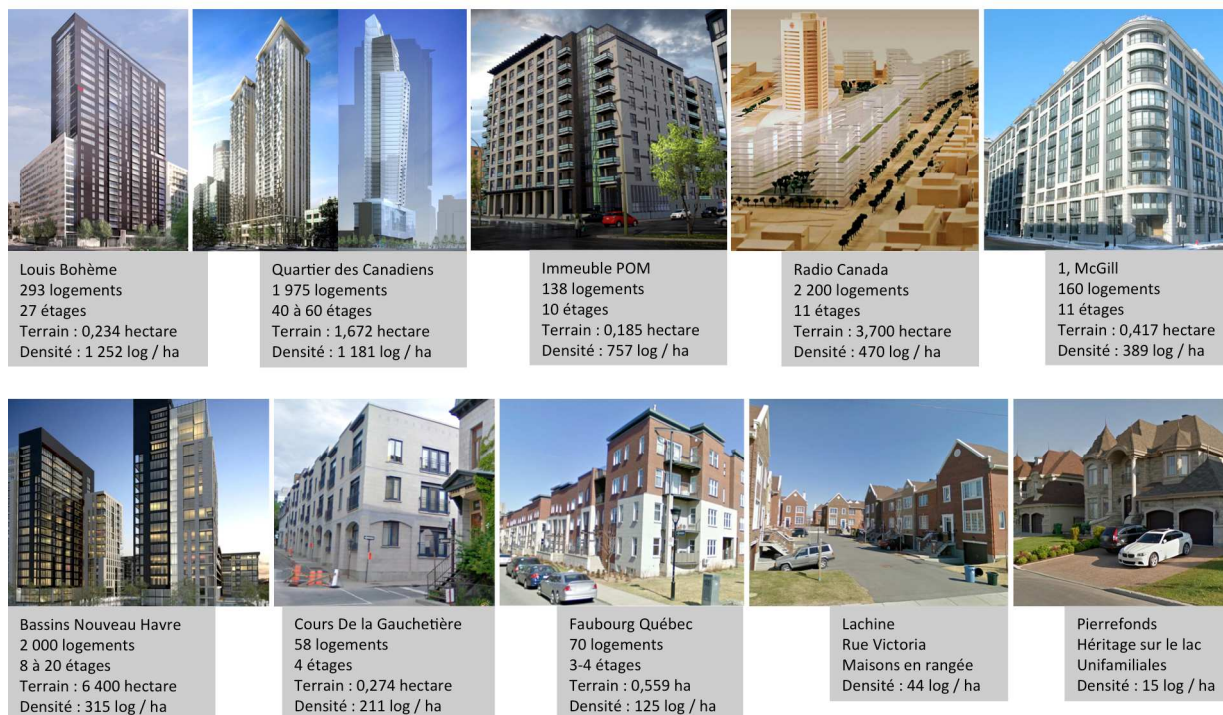 Louis Bohème
293 logements
27 étages
Terrain : 0,234 hectare
Densité : 1 252 log / ha
Quartier des Canadiens
1 975 logements
40 à 60 étages
Terrain : 1,672 hectare
Densité : 1 181 log / ha
Immeuble POM
138 logements
10 étages
Terrain : 0,185 hectare
Densité : 757 log / ha
Radio Canada
2 200 logements
11 étages
Terrain : 3,700 hectare
Densité : 470 log / ha
1, McGill
160 logements
11 étages
Terrain : 0,417 hectare
Densité : 389 log / ha
Bassins Nouveau Havre
2 000 logements
8 à 20 étages
Terrain : 6 400 hectare
Densité : 315 log / ha
Cours De la Gauchetière
58 logements
4 étages
Terrain : 0,274 hectare
Densité : 211 log / ha
Faubourg Québec
70 logements
3-4 étages
Terrain : 0,559 ha
Densité : 125 log / ha
Lachine
Rue Victoria
Maisons en rangée
Densité : 44 log / ha
Pierrefonds
Héritage sur le lac
Unifamiliales
Densité : 15 log / ha